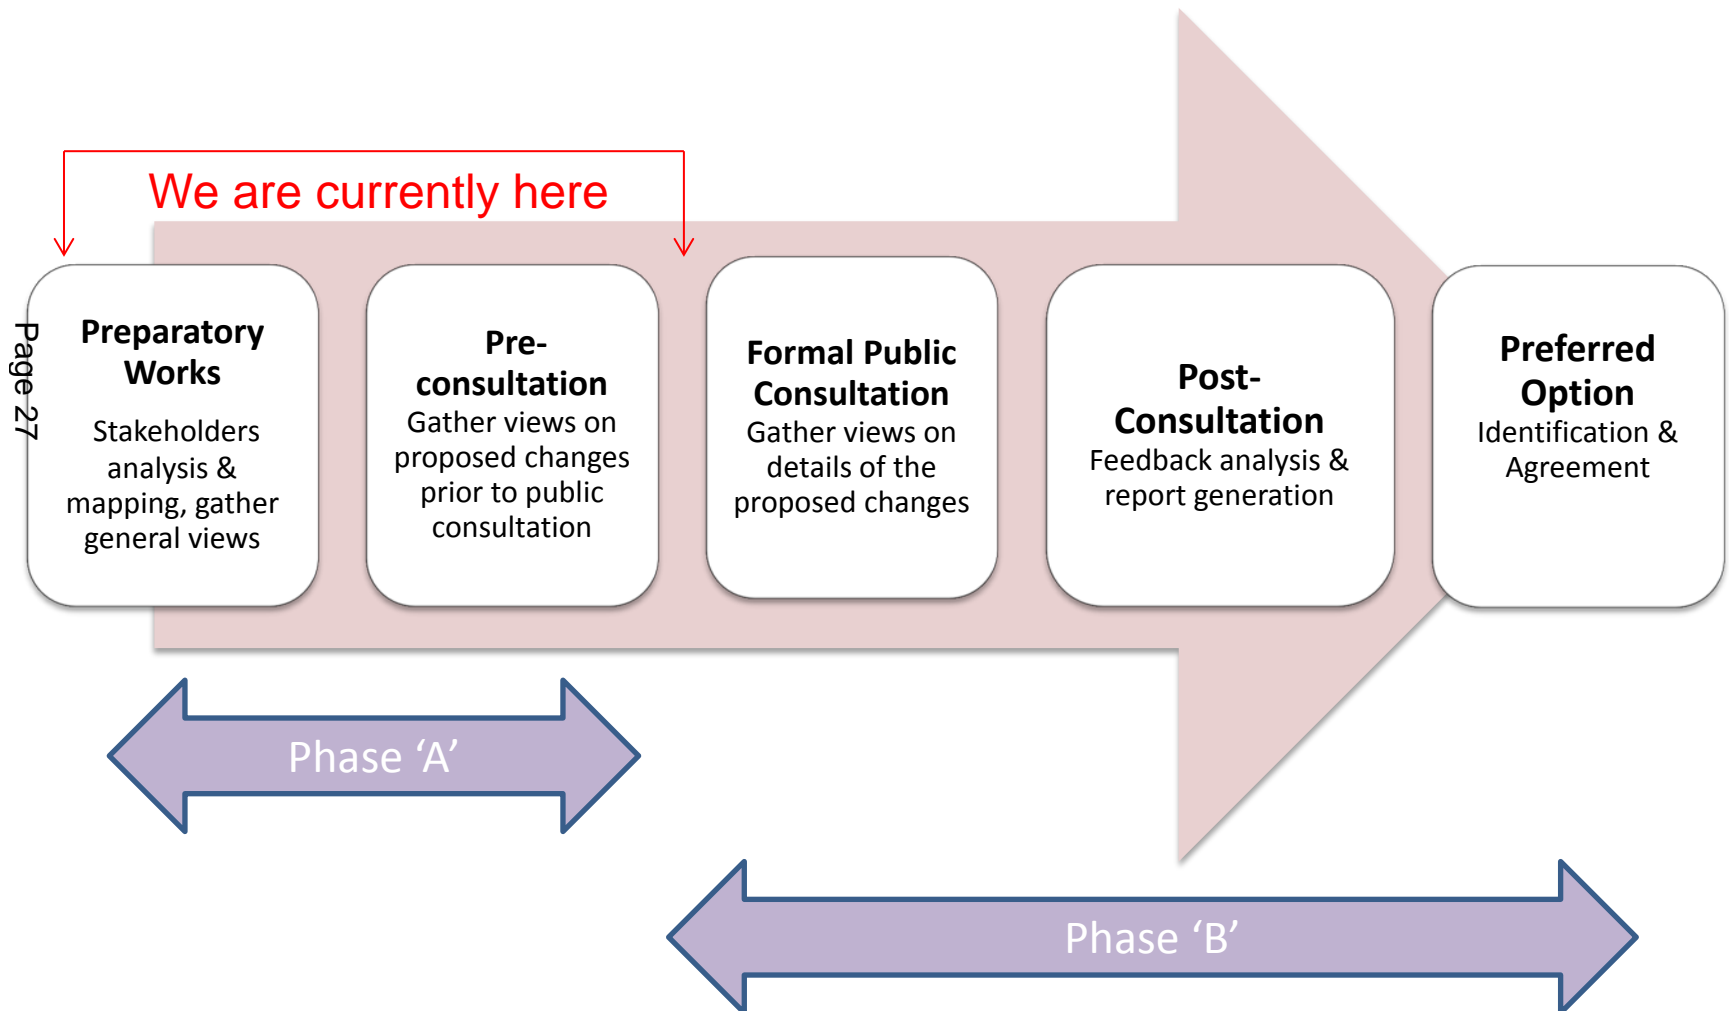 We are currently here
Page 27
Preparatory
Works
Stakeholders
analysis &
mapping, gather
general views
Pre-
consultation
Gather views on
proposed changes
prior to public
consultation
Formal Public
Consultation
Gather views on
details of the
proposed changes
Post-
Consultation
Feedback analysis &
report generation
Preferred
Option
Identification &
Agreement
Phase ‘A’
Phase ‘B’